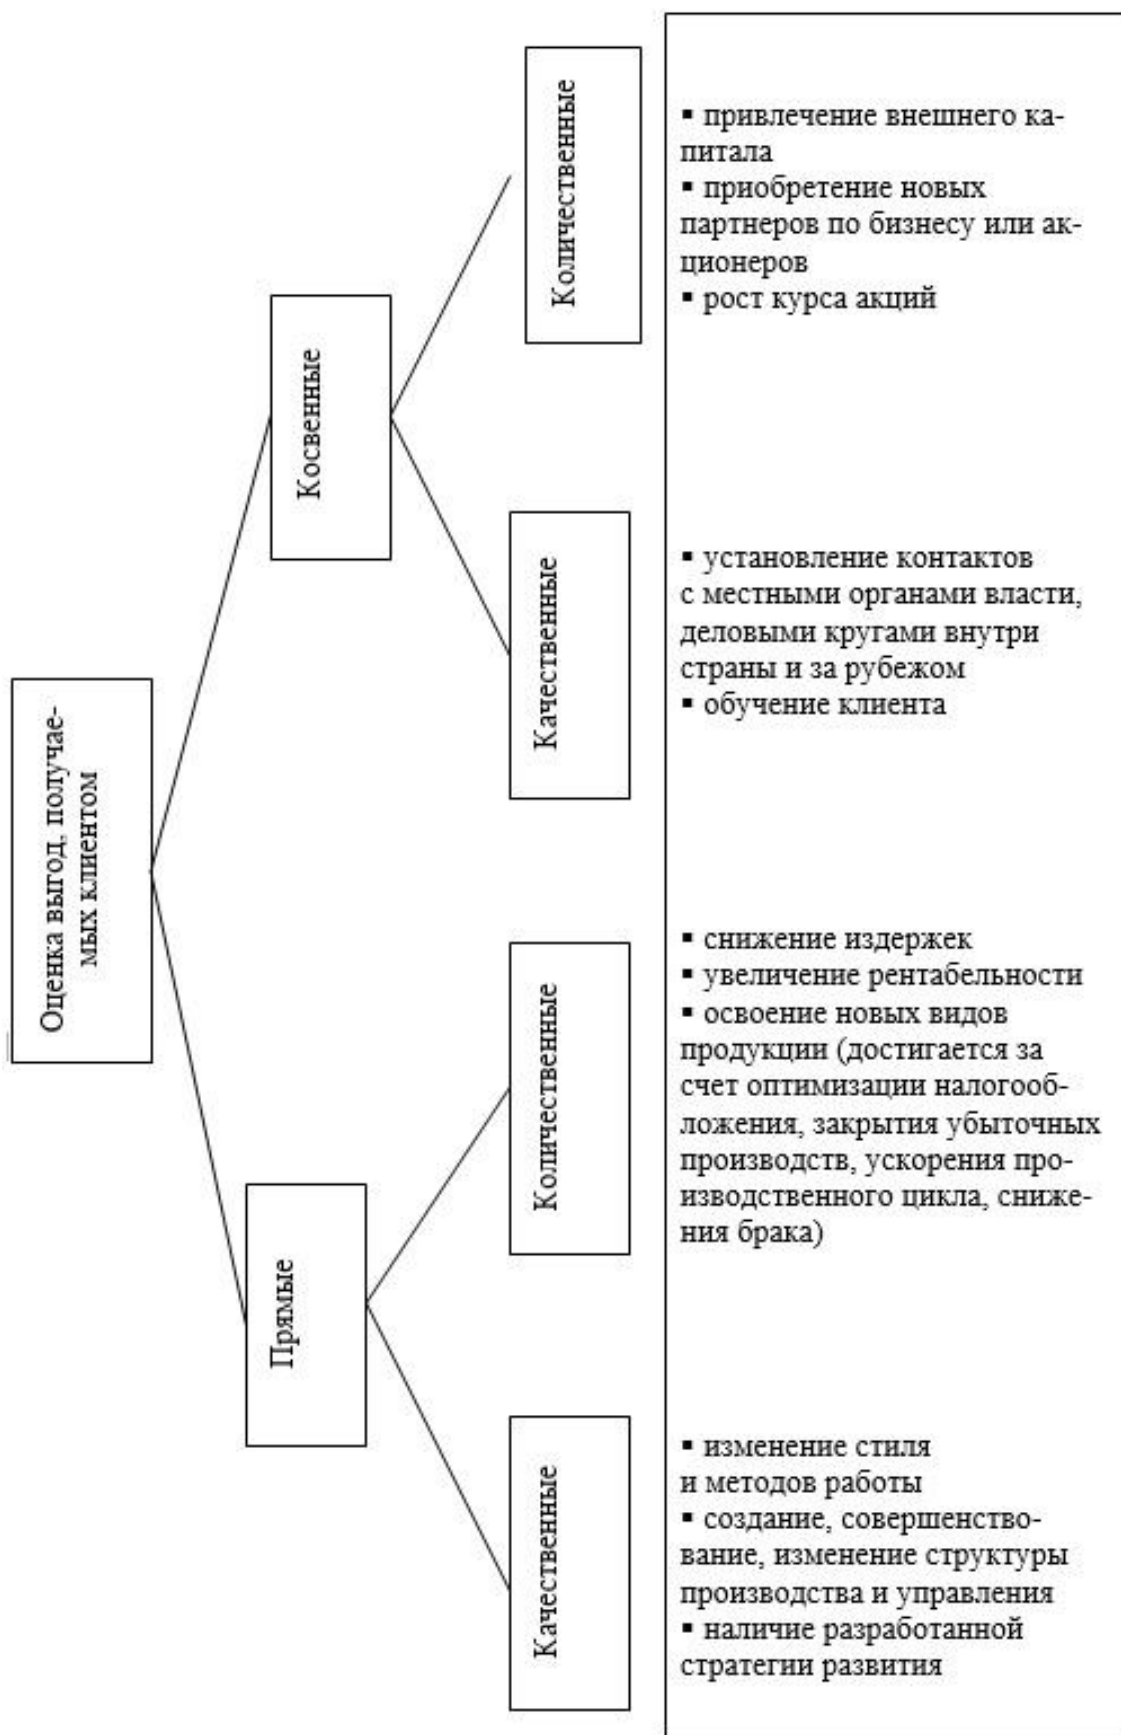 Оценка выгод, получае-
мых клиентом
Прямые
Косвенные
Качественные
Количественные
Качественные
Количественные
▪ изменение стиля
и методов работы
▪ создание, совершенство-
вание, изменение структуры
производства и управления
▪ наличие разработанной
стратегии развития
▪ снижение издержек
▪ увеличение рентабельности
▪ освоение новых видов
продукции (достигается за
счет оптимизации налогооб-
ложения, закрытия убыточных
производств, ускорения про-
изводственного цикла, сниже-
ния брака)
▪ установление контактов
с местными органами власти,
деловыми кругами внутри
страны и за рубежом
▪ обучение клиента
▪ привлечение внешнего ка-
питала
▪ приобретение новых
партнеров по бизнесу или ак-
ционеров
▪ рост курса акций